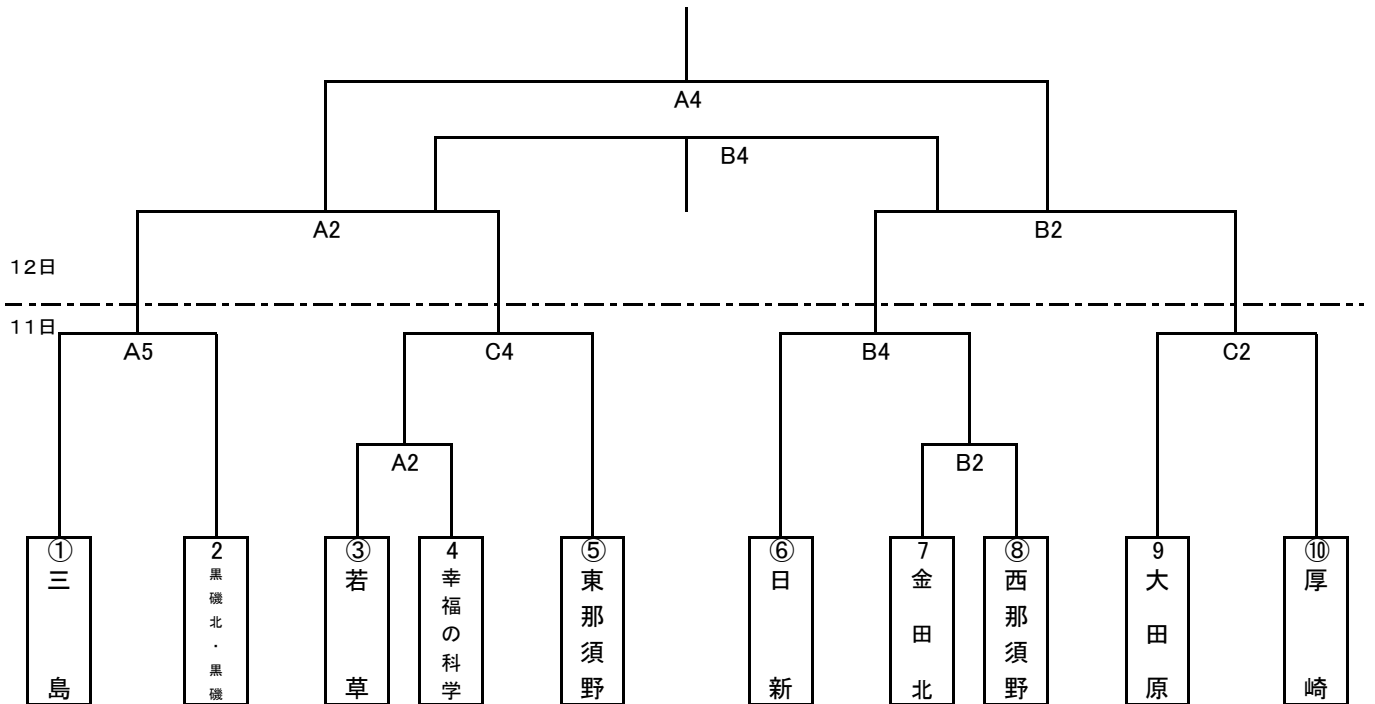 A4
B4
A2
B2
12日
11日
A5
C4
B4
C2
A2
B2
①三島
2黒磯北・黒磯
③若草
4幸福の科学
⑤東那須野
⑥日新
7金田北
⑧西那須野
9大田原
⑩厚崎